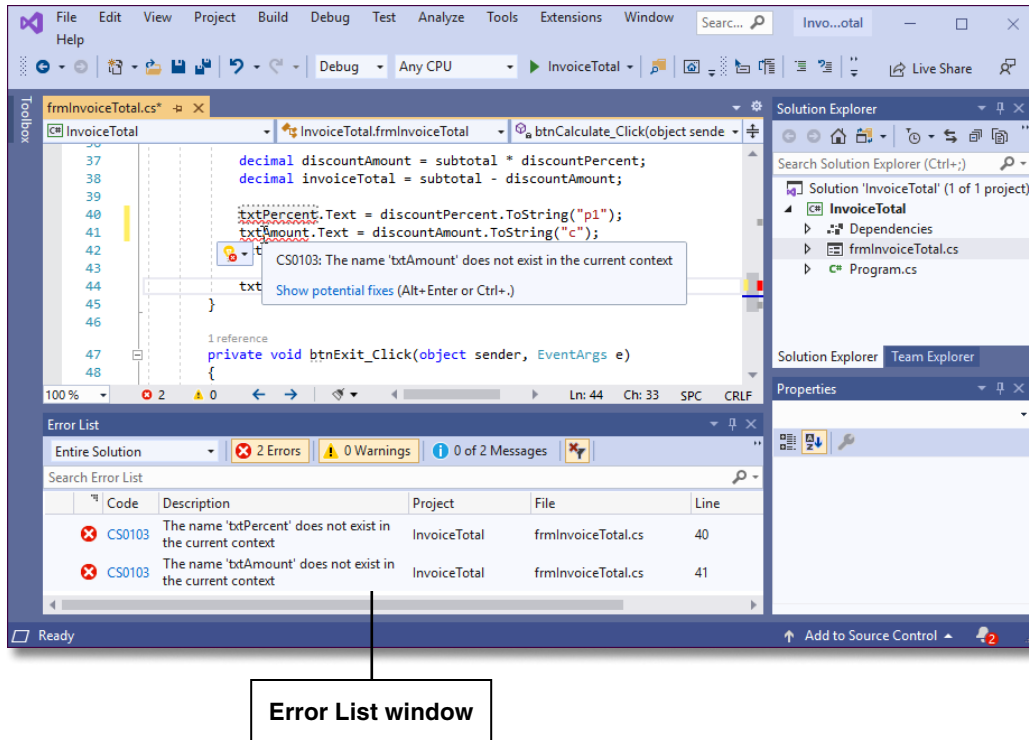 File Edit View Project Build Debug Test Analyze Tools Extensions Window Searc... Invo...otal
Help
Debug Any CPU InvoiceTotal Live Share
Toolbox
frmInvoiceTotal.cs*
C# InvoiceTotal InvoiceTotal.frmInvoiceTotal btnCalculate_Click(object sende
37 decimal discountAmount = subtotal * discountPercent;
38 decimal invoiceTotal = subtotal - discountAmount;
39
40 txtPercent.Text = discountPercent.ToString("p1");
41 txtAmount.Text = discountAmount.ToString("c");
42 t
CS0103: The name 'txtAmount' does not exist in the current context
43
Show potential fixes (Alt+Enter or Ctrl+.)
44 txt
45 }
46
1 reference
47 private void btnExit_Click(object sender, EventArgs e)
48 {
100 % 2 0 Ln: 44 Ch: 33 SPC CRLF
Solution Explorer
Search Solution Explorer (Ctrl+;)
Solution 'InvoiceTotal' (1 of 1 project)
C# InvoiceTotal
Dependencies
frmInvoiceTotal.cs
C# Program.cs
Solution Explorer Team Explorer
Properties
Error List
Entire Solution 2 Errors 0 Warnings 0 of 2 Messages
Search Error List
Code Description Project File Line
CS0103 The name 'txtPercent' does not exist in InvoiceTotal frmInvoiceTotal.cs 40
the current context
CS0103 The name 'txtAmount' does not exist in InvoiceTotal frmInvoiceTotal.cs 41
the current context
Ready Add to Source Control 2
Error List window